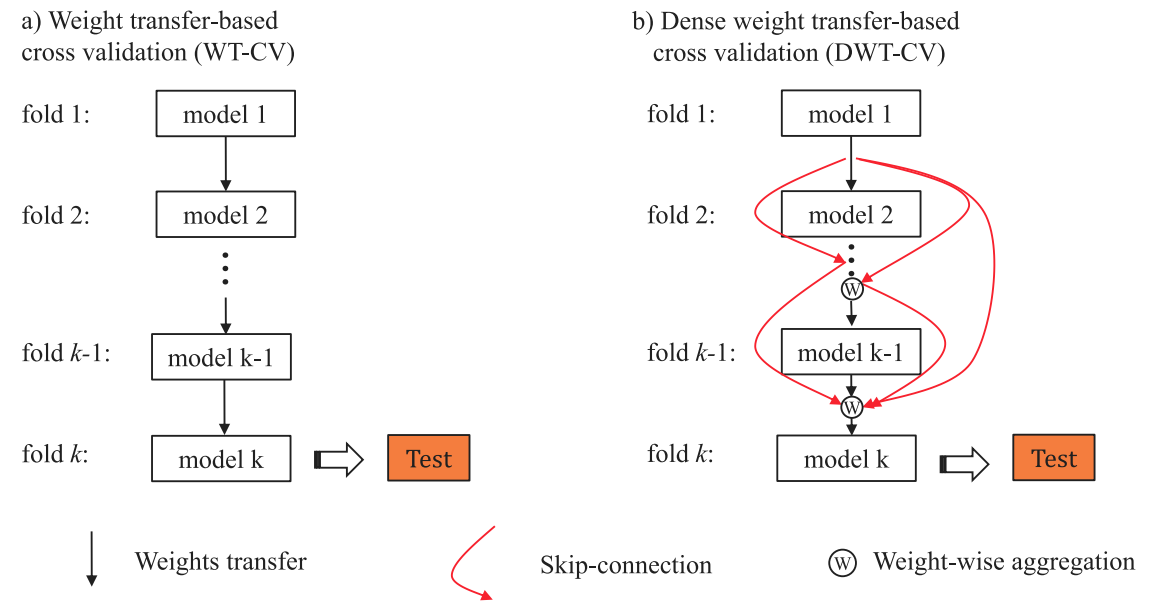 a) Weight transfer-based
cross validation (WT-CV)
fold 1:
model 1
fold 2:
model 2
fold k-1:
model k-1
fold k:
model k
Test
b) Dense weight transfer-based
cross validation (DWT-CV)
fold 1:
model 1
fold 2:
model 2
W
fold k-1:
model k-1
W
fold k:
model k
Test
Weights transfer
Skip-connection
W Weight-wise aggregation